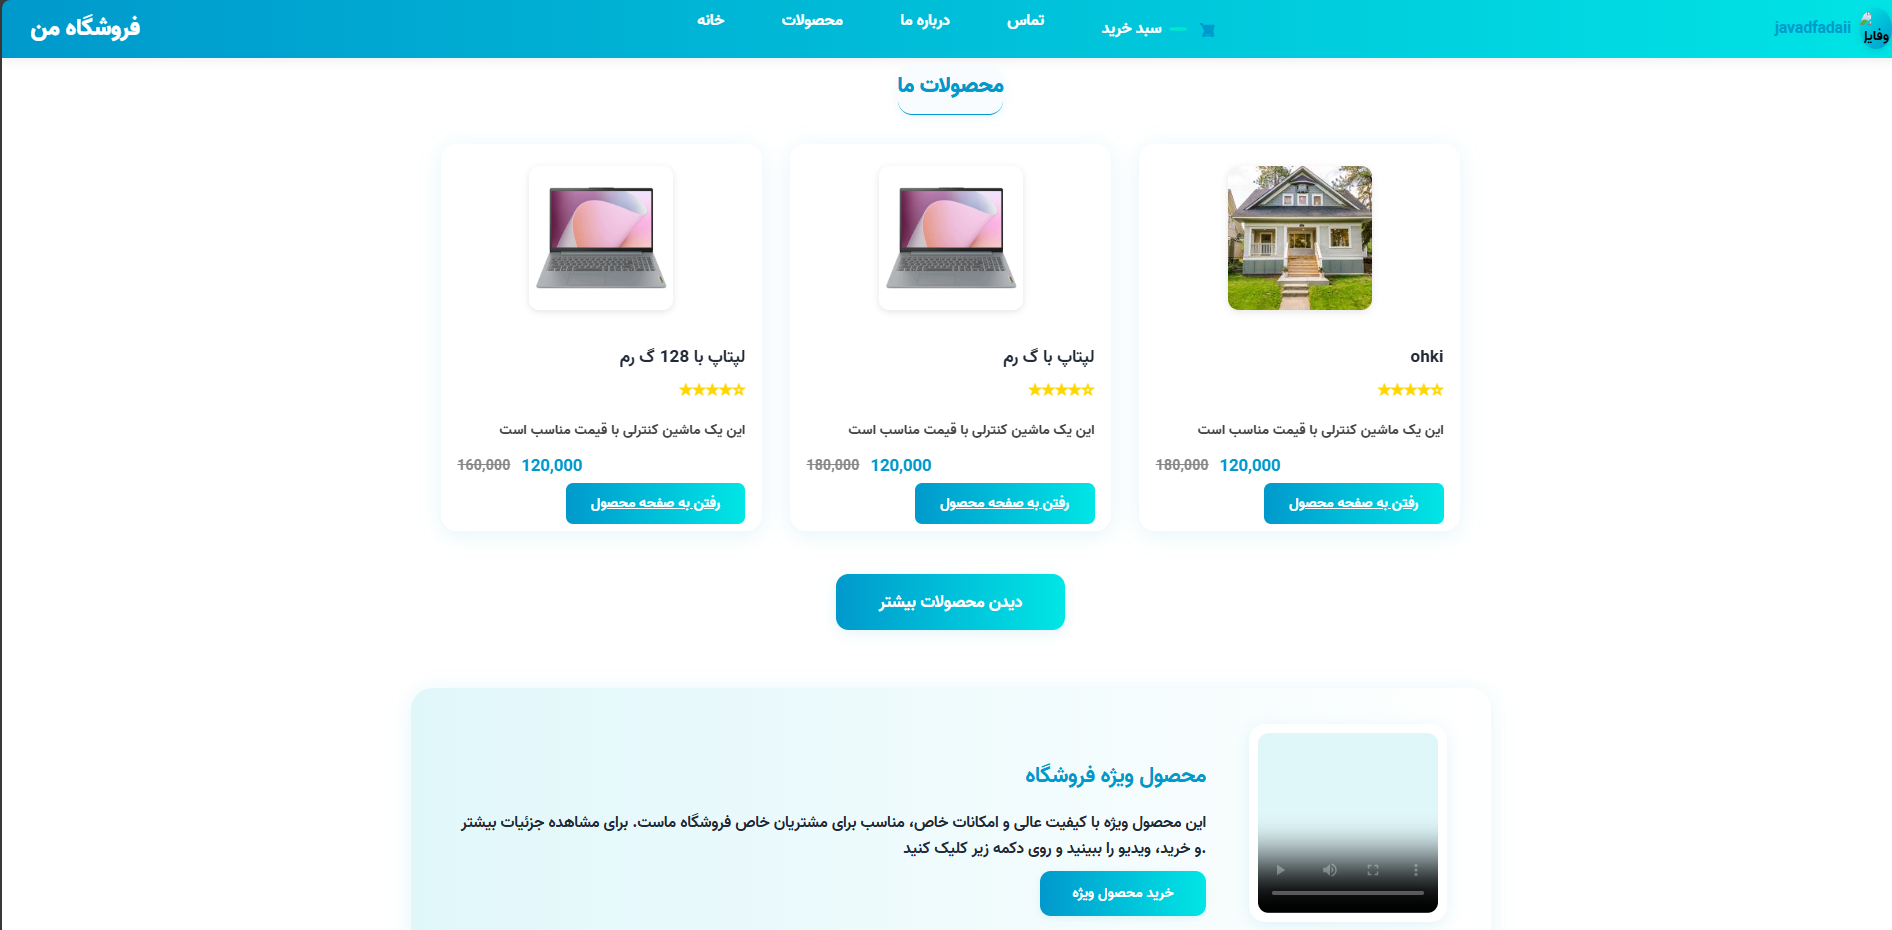 فروشگاه من
خانه
محصولات
درباره ما
تماس
سبد خرید
javadfadaii
وفایل
محصولات ما
ohki
★★★★☆
این یک ماشین کنترلی با قیمت مناسب است
120,000 180,000
رفتن به صفحه محصول
لپتاپ با گ رم
★★★★☆
این یک ماشین کنترلی با قیمت مناسب است
120,000 180,000
رفتن به صفحه محصول
لپتاپ با 128 گ رم
★★★★☆
این یک ماشین کنترلی با قیمت مناسب است
120,000 160,000
رفتن به صفحه محصول
دیدن محصولات بیشتر
محصول ویژه فروشگاه
این محصول ویژه با کیفیت عالی و امکانات خاص، مناسب برای مشتریان خاص فروشگاه ماست. برای مشاهده جزئیات بیشتر
.و خرید، ویدیو را ببینید و روی دکمه زیر کلیک کنید
خرید محصول ویژه